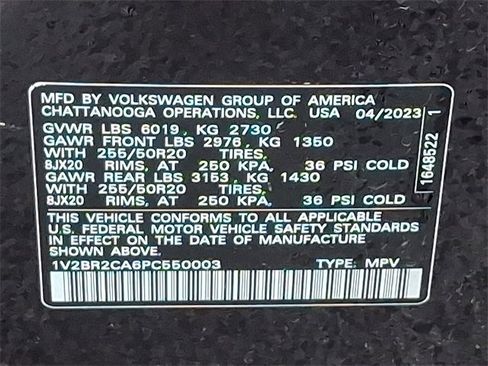 MFD BY VOLKSWAGEN GROUP OF AMERICA
CHATTANOOGA OPERATIONS, LLC. USA 04/2023
GVWR LBS 6019, KG 2730
GAWR FRONT LBS 2976, KG 1350
WITH 255/50R20 TIRES,
8JX20 RIMS, AT 250 KPA, 36 PSI COLD
GAWR REAR LBS 3153, KG 1430
WITH 255/50R20 TIRES,
8JX20 RIMS, AT 250 KPA, 36 PSI COLD
THIS VEHICLE CONFORMS TO ALL APPLICABLE
U.S. FEDERAL MOTOR VEHICLE SAFETY STANDARDS
IN EFFECT ON THE DATE OF MANUFACTURE
SHOWN ABOVE.
1V2BR2CA6PC550003 TYPE: MPV
1648522 1